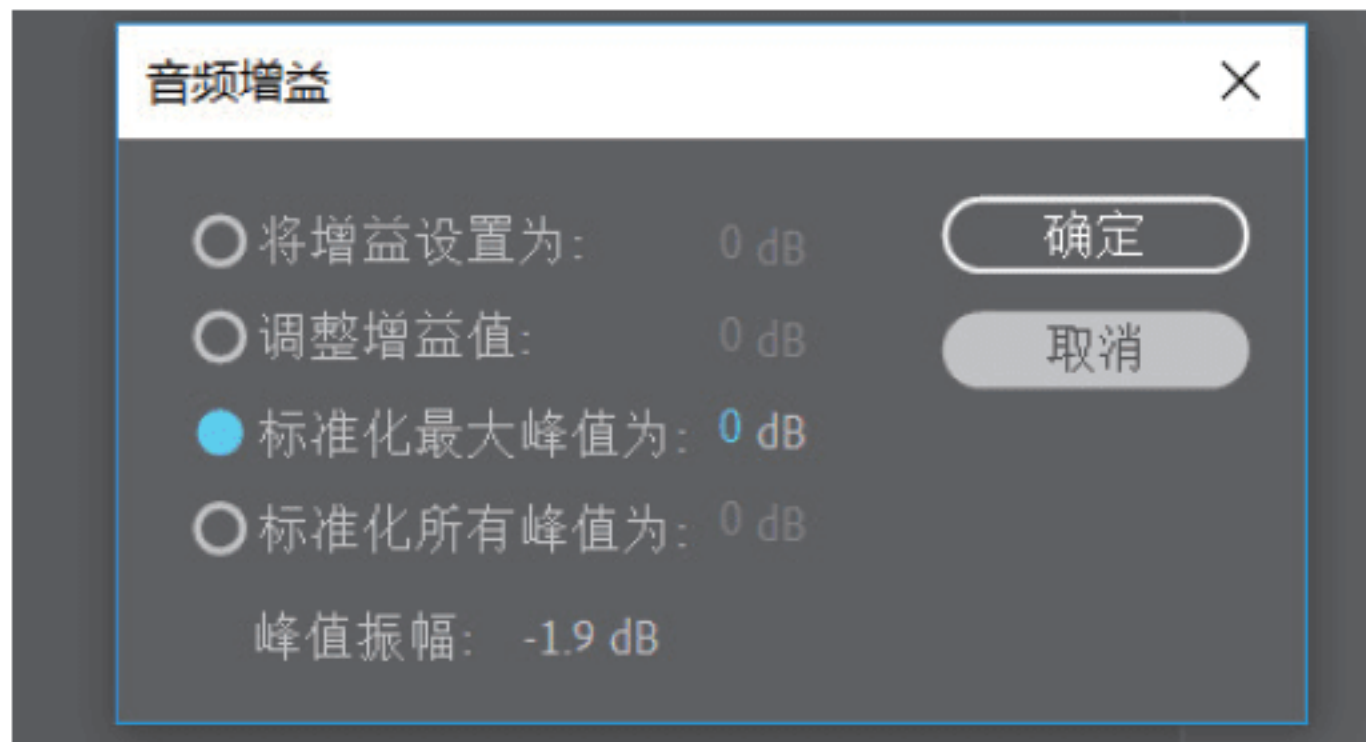 音频增益
将增益设置为: 0 dB
确定
调整增益值: 0 dB
取消
标准化最大峰值为: 0 dB
标准化所有峰值为: 0 dB
峰值振幅: -1.9 dB